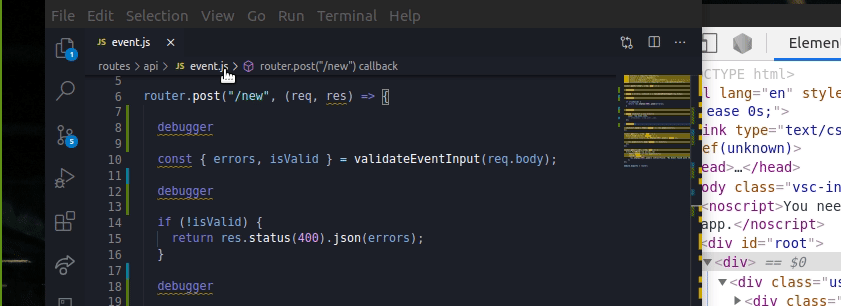 File Edit Selection View Go Run Terminal Help
event.js
Elemen
routes > api > JS event.js > router.post("/new") callback
1
5
JS
5
6 router.post("/new", (req, res) => {
7
8 debugger
9
10 const { errors, isValid } = validateEventInput(req.body);
11
12 debugger
13
14 if (!isValid) {
15 return res.status(400).json(errors);
16 }
17
18 debugger
19
CTYPE html>
l lang="en" style
ease 0s;">
ink type="text/cs
ef(unknown)>
ead>…</head>
ody class="vsc-in
<noscript>You nee
app.</noscript>
<div id="root">
▼<div> == $0
▼<div class="us
▶<div class=